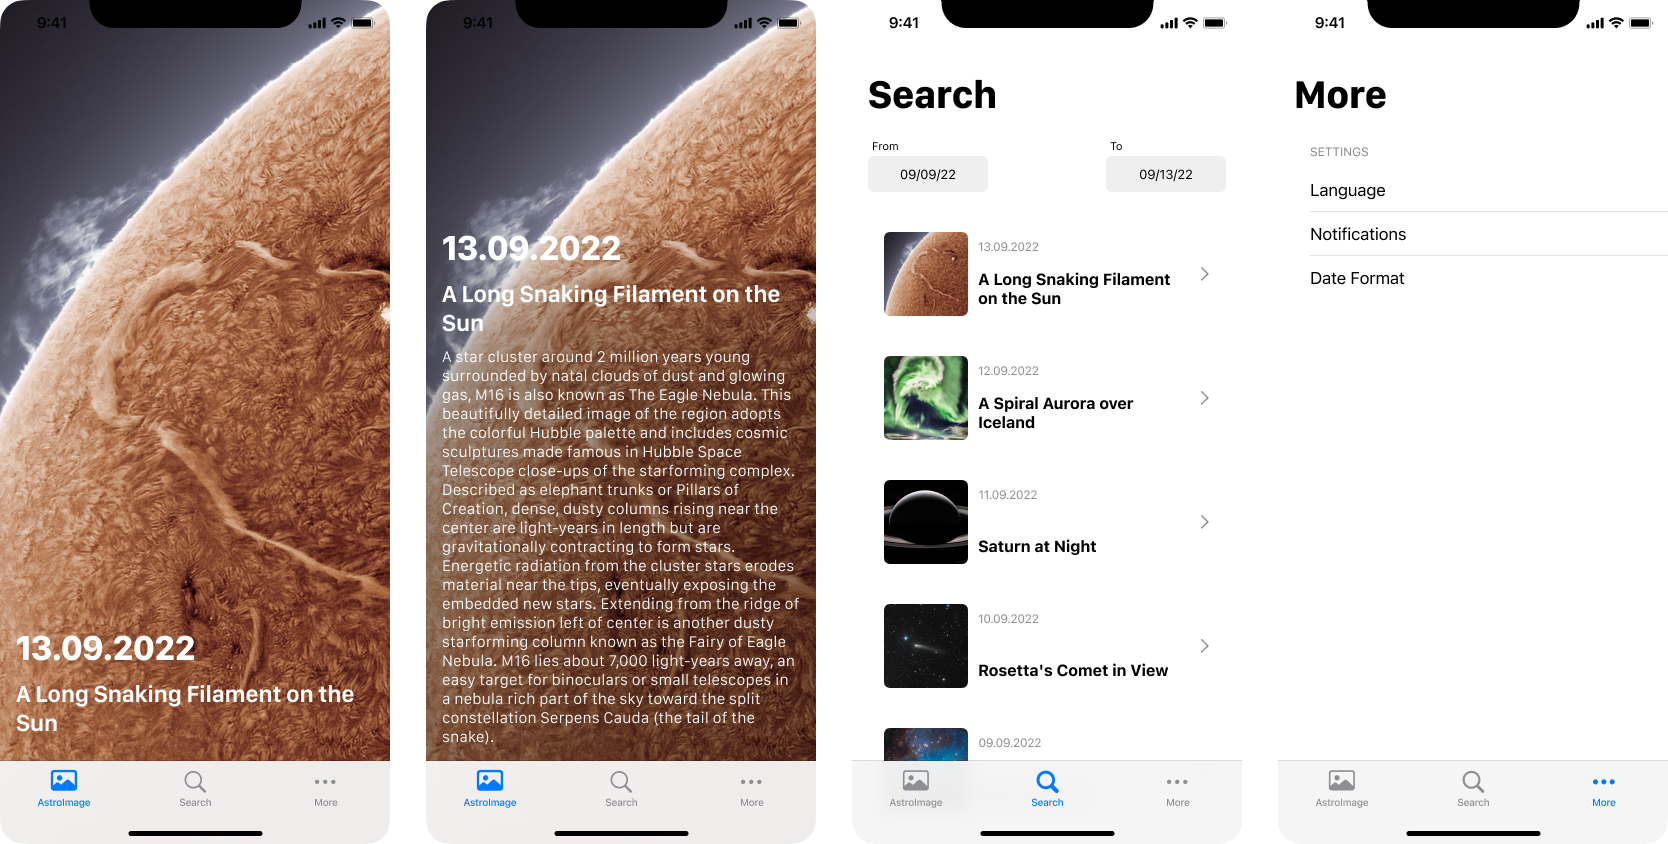 9:41
13.09.2022
A Long Snaking Filament on the
Sun
AstroImage
Search
More
9:41
13.09.2022
A Long Snaking Filament on the
Sun
A star cluster around 2 million years young
surrounded by natal clouds of dust and glowing
gas, M16 is also known as The Eagle Nebula. This
beautifully detailed image of the region adopts
the colorful Hubble palette and includes cosmic
sculptures made famous in Hubble Space
Telescope close-ups of the starforming complex.
Described as elephant trunks or Pillars of
Creation, dense, dusty columns rising near the
center are light-years in length but are
gravitationally contracting to form stars.
Energetic radiation from the cluster stars erodes
material near the tips, eventually exposing the
embedded new stars. Extending from the ridge of
bright emission left of center is another dusty
starforming column known as the Fairy of Eagle
Nebula. M16 lies about 7,000 light-years away, an
easy target for binoculars or small telescopes in
a nebula rich part of the sky toward the split
constellation Serpens Cauda (the tail of the
snake).
AstroImage
Search
More
9:41
Search
From
To
09/09/22
09/13/22
13.09.2022
A Long Snaking Filament
on the Sun
12.09.2022
A Spiral Aurora over
Iceland
11.09.2022
Saturn at Night
10.09.2022
Rosetta's Comet in View
09.09.2022
AstroImage
Search
More
9:41
More
SETTINGS
Language
Notifications
Date Format
AstroImage
Search
More